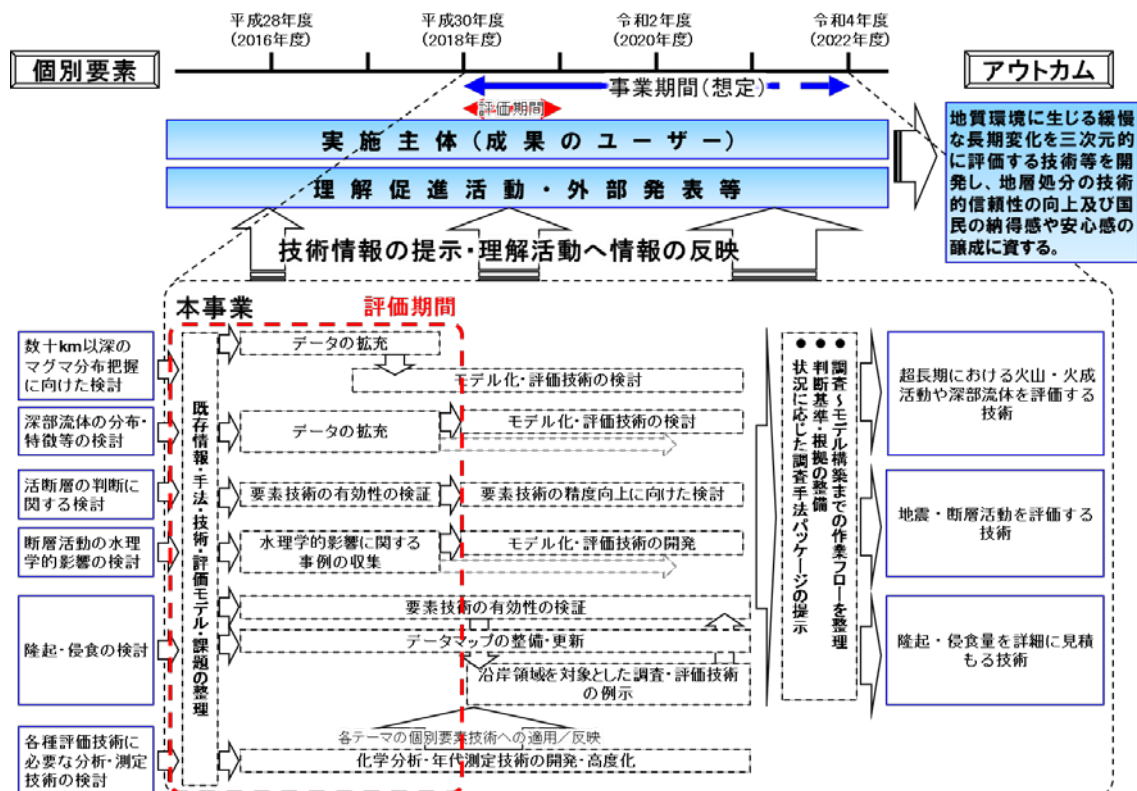 平成28年度
(2016年度)
平成30年度
(2018年度)
令和2年度
(2020年度)
令和4年度
(2022年度)
個別要素
アウトカム
事業期間(想定)
評価期間
実施主体(成果のユーザー)
理解促進活動・外部発表等
地質環境に生じる緩慢
な長期変化を三次元的
に評価する技術等を開
発し、地層処分の技術
的信頼性の向上及び国
民の納得感や安心感の
醸成に資する。
技術情報の提示・理解活動へ情報の反映
本事業
評価期間
数十km以深の
マグマ分布把握
に向けた検討
深部流体の分布・
特徴等の検討
活断層の判断に
関する検討
断層活動の水理
学的影響の検討
隆起・侵食の検討
各種評価技術に
必要な分析・測定
技術の検討
既存情報・手法・技術・評価モデル・課題の整理
データの拡充
モデル化・評価技術の検討
データの拡充
モデル化・評価技術の検討
要素技術の有効性の検証
要素技術の精度向上に向けた検討
水理学的影響に関する
事例の収集
モデル化・評価技術の開発
要素技術の有効性の検証
データマップの整備・更新
沿岸領域を対象とした調査・評価技術
の例示
各テーマの個別要素技術への適用/反映
化学分析・年代測定技術の開発・高度化
● 調査~モデル構築までの作業フローを整理
● 判断基準・根拠の整備
● 状況に応じた調査手法パッケージの提示
超長期における火山・火成
活動や深部流体を評価する
技術
地震・断層活動を評価する
技術
隆起・侵食量を詳細に見積
もる技術